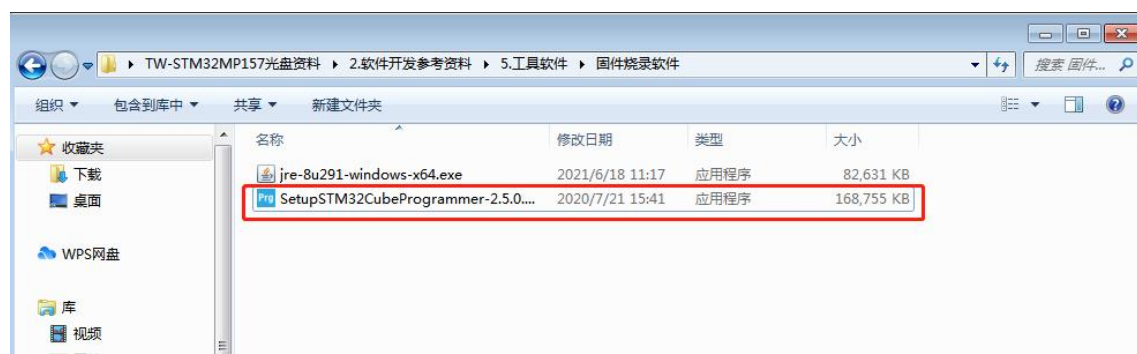 TW-STM32MP157光盘资料 ▸ 2.软件开发参考资料 ▸ 5.工具软件 ▸ 固件烧录软件
搜索 固件...
组织 包含到库中 共享 新建文件夹
收藏夹
下载
桌面
WPS网盘
库
视频
名称 修改日期 类型 大小
jre-8u291-windows-x64.exe 2021/6/18 11:17 应用程序 82,631 KB
Pro SetupSTM32CubeProgrammer-2.5.0.... 2020/7/21 15:41 应用程序 168,755 KB